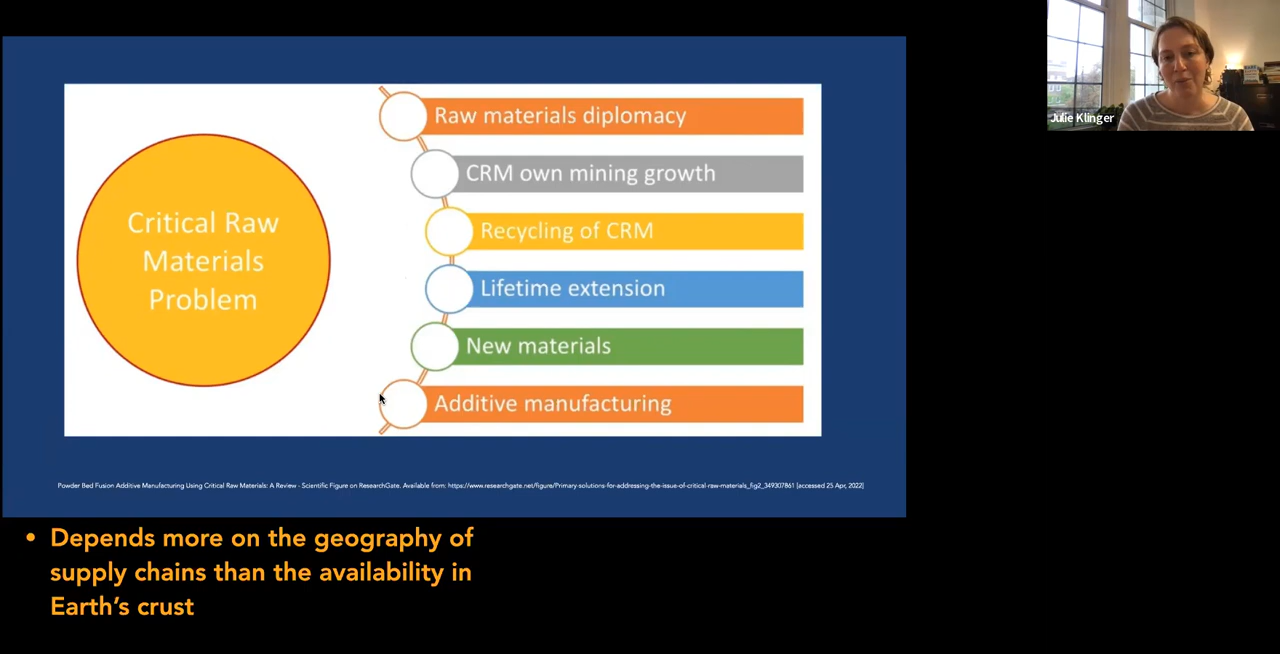 Julie Klinger
Critical Raw
Materials
Problem
Raw materials diplomacy
CRM own mining growth
Recycling of CRM
Lifetime extension
New materials
Additive manufacturing
Powder Bed Fusion Additive Manufacturing Using Critical Raw Materials: A Review - Scientific Figure on ResearchGate. Available from: https://www.researchgate.net/figure/Primary-solutions-for-addressing-the-issue-of-critical-raw-materials_fig2_349307861 [accessed 25 Apr, 2022]
• Depends more on the geography of
supply chains than the availability in
Earth's crust